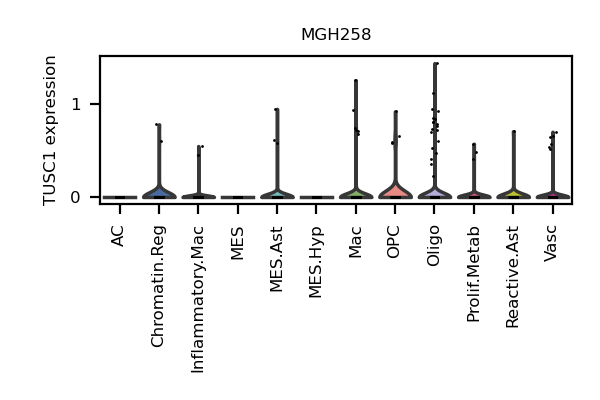 MGH258
TUSC1 expression
1
0
AC
Chromatin.Reg
Inflammatory.Mac
MES
MES.Ast
MES.Hyp
Mac
OPC
Oligo
Prolif.Metab
Reactive.Ast
Vasc